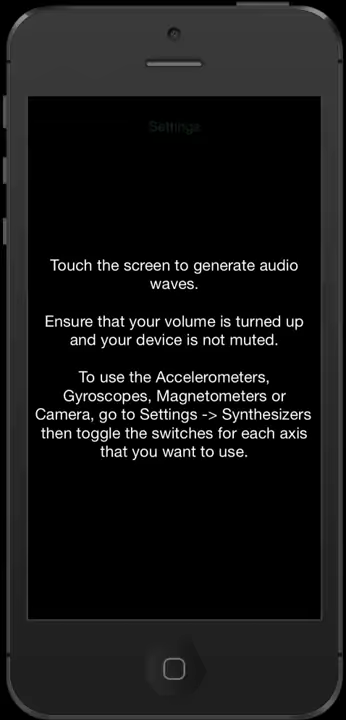 Settings
Touch the screen to generate audio
waves.
Ensure that your volume is turned up
and your device is not muted.
To use the Accelerometers,
Gyroscopes, Magnetometers or
Camera, go to Settings -> Synthesizers
then toggle the switches for each axis
that you want to use.